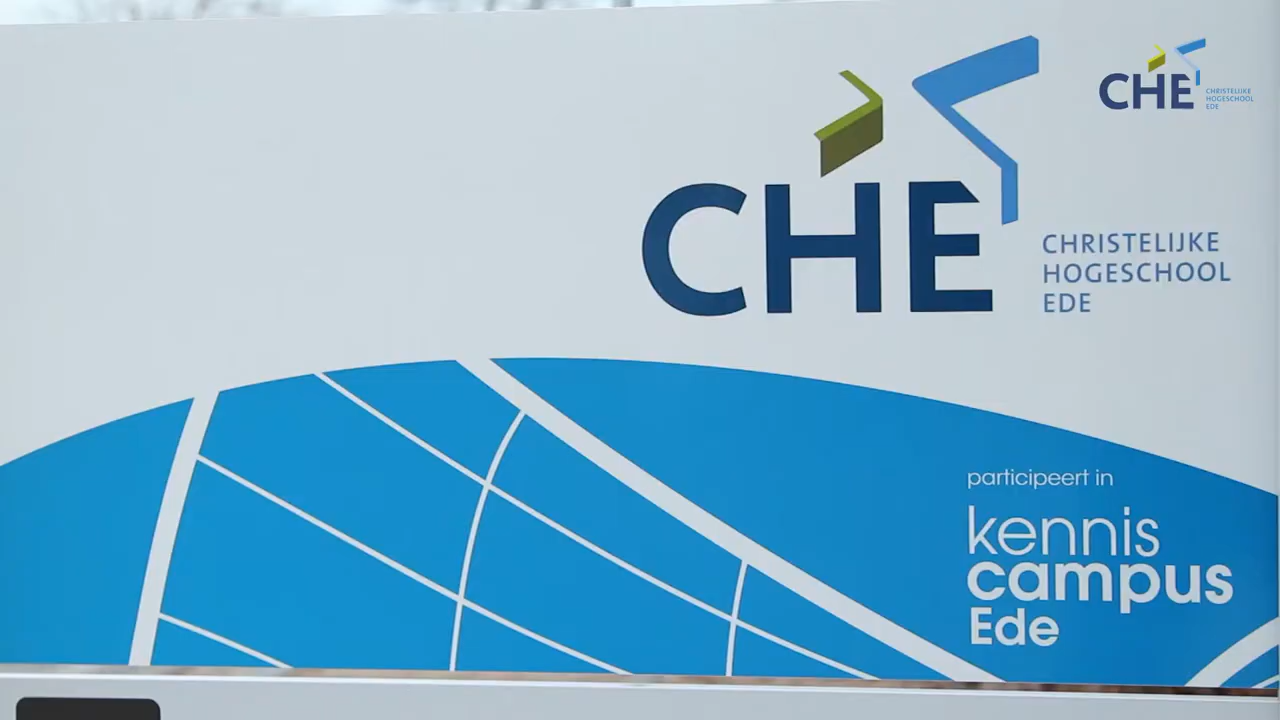 CHE
CHRISTELIJKE
HOGESCHOOL
EDE
CHE
CHRISTELIJKE
HOGESCHOOL
EDE
participeert in
kennis
campus
Ede